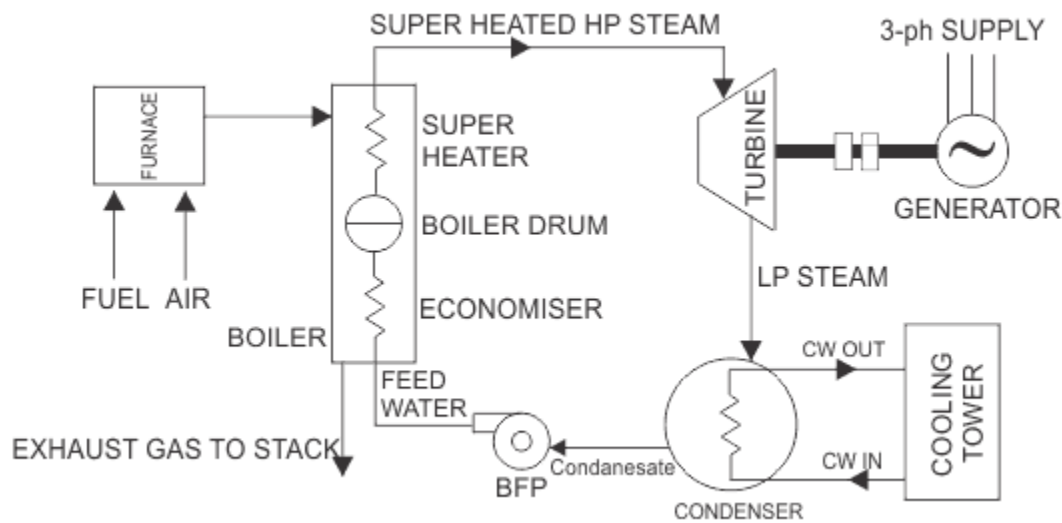 SUPER HEATED HP STEAM
3-ph SUPPLY
FURNACE
SUPER
HEATER
TURBINE
~
GENERATOR
BOILER DRUM
FUEL AIR
ECONOMISER
LP STEAM
BOILER
CW OUT
FEED
WATER
COOLING
TOWER
EXHAUST GAS TO STACK
BFP
Condanesate
CW IN
CONDENSER